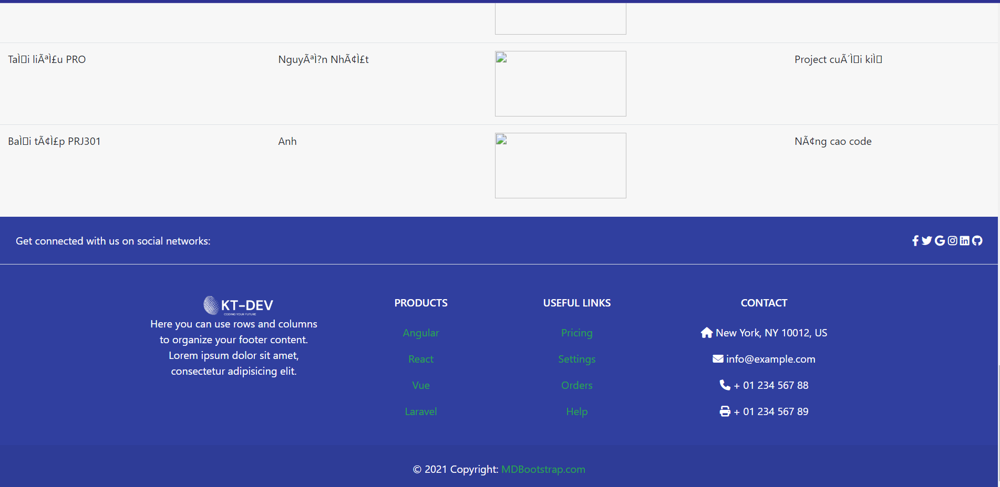 TaÌ€i liÃªÌ£u PRO
NguyÃªÌ?n NhÃ¢Ì£t
Project cuÃ´Ìi kiÌ
BaÌ€i tÃ¢Ì£p PRJ301
Anh
NÃ¢ng cao code
Get connected with us on social networks:
KT-DEV
CODING YOUR FUTURE
Here you can use rows and columns
to organize your footer content.
Lorem ipsum dolor sit amet,
consectetur adipisicing elit.
PRODUCTS
Angular
React
Vue
Laravel
USEFUL LINKS
Pricing
Settings
Orders
Help
CONTACT
New York, NY 10012, US
info@example.com
+ 01 234 567 88
+ 01 234 567 89
© 2021 Copyright: MDBootstrap.com